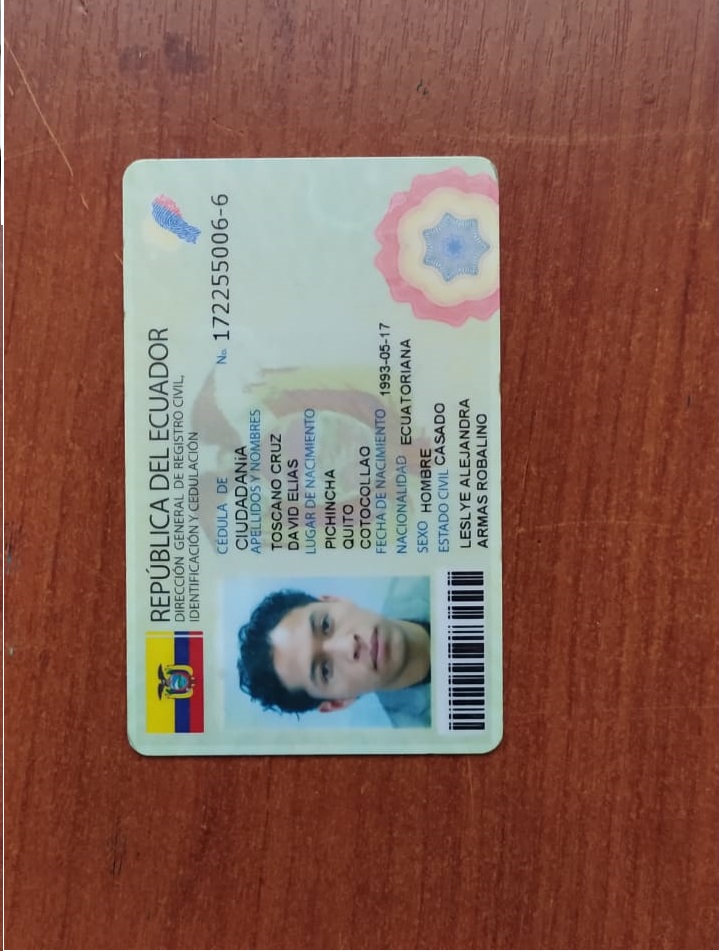 REPÚBLICA DEL ECUADOR
DIRECCIÓN GENERAL DE REGISTRO CIVIL,
IDENTIFICACIÓN Y CEDULACIÓN
CÉDULA DE No. 172255006-6
CIUDADANíA
APELLIDOS Y NOMBRES
TOSCANO CRUZ
DAVID ELIAS
LUGAR DE NACIMIENTO
PICHINCHA
QUITO
COTOCOLLAO
FECHA DE NACIMIENTO 1993-05-17
NACIONALIDAD ECUATORIANA
SEXO HOMBRE
ESTADO CIVIL CASADO
LESLYE ALEJANDRA
ARMAS ROBALINO